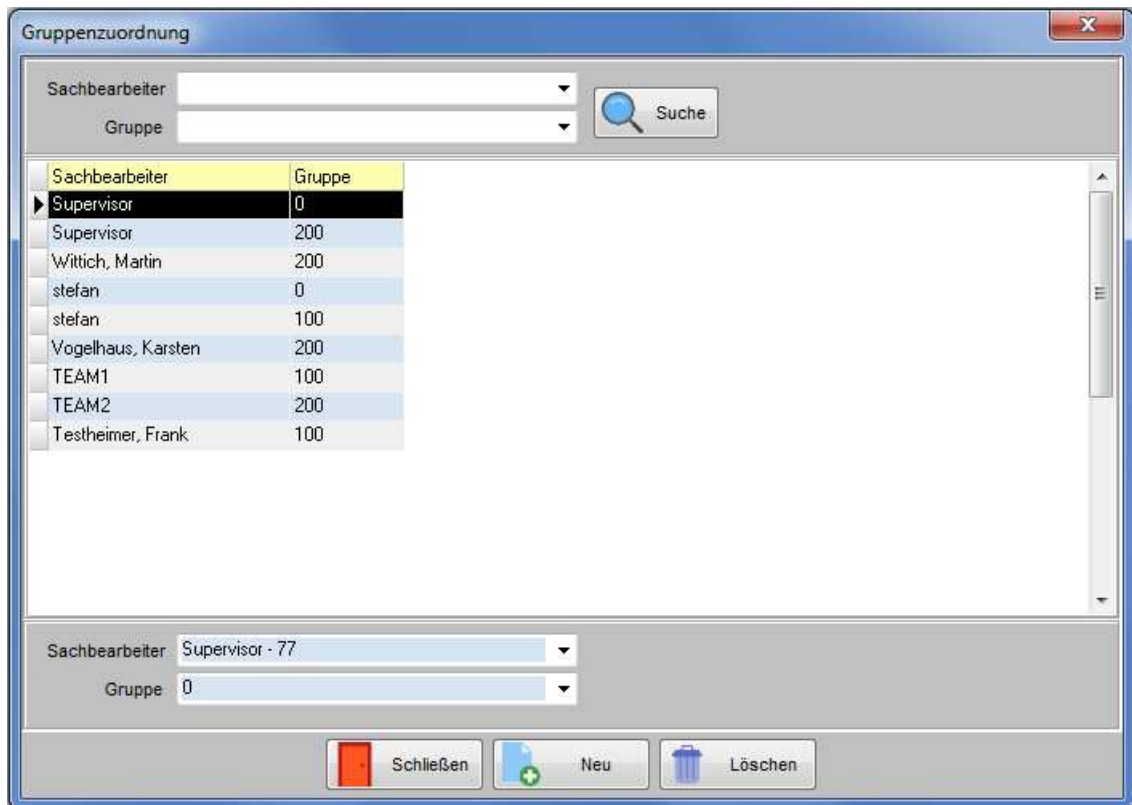 Gruppenzuordnung
Sachbearbeiter
Gruppe
Suche
Sachbearbeiter Gruppe
Supervisor 0
Supervisor 200
Wittich, Martin 200
stefan 0
stefan 100
Vogelhaus, Karsten 200
TEAM1 100
TEAM2 200
Testheimer, Frank 100
Sachbearbeiter Supervisor - 77
Gruppe 0
Schließen Neu Löschen